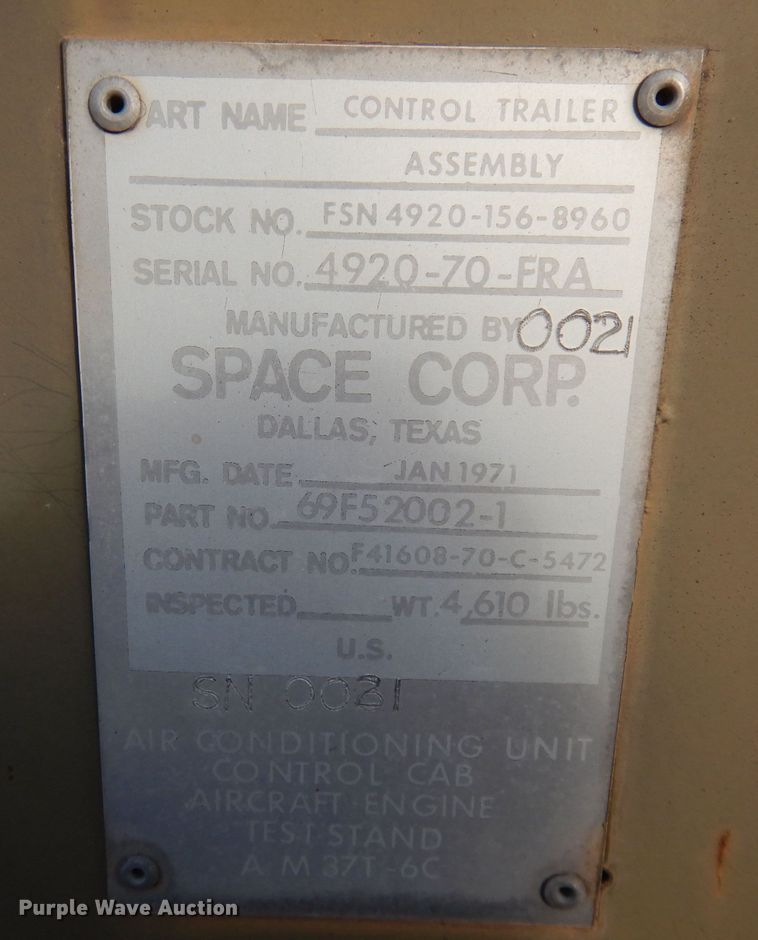 PART NAME CONTROL TRAILER
ASSEMBLY
STOCK NO. FSN 4920-156-8960
SERIAL NO. 4920-70-FRA
MANUFACTURED BY 0021
SPACE CORP.
DALLAS, TEXAS
MFG. DATE JAN 1971
PART NO. 69F52002-1
CONTRACT NO. F41608-70-C-5472
INSPECTED WT. 4,610 lbs.
U.S.
SN 0021
AIR CONDITIONING UNIT
CONTROL CAB
AIRCRAFT ENGINE
TEST STAND
A/M 37T-6C
Purple Wave Auction